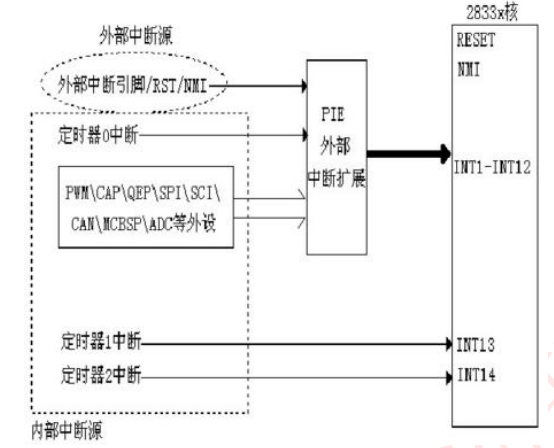 2833x核
外部中断源
RESET
NMI
外部中断引脚/RST/NMI
PIE
外部
中断扩展
定时器0中断
INT1-INT12
PWM\CAP\QEP\SPI\SCI\
CAN\MCBSP\ADC等外设
定时器1中断
INT13
定时器2中断
INT14
内部中断源